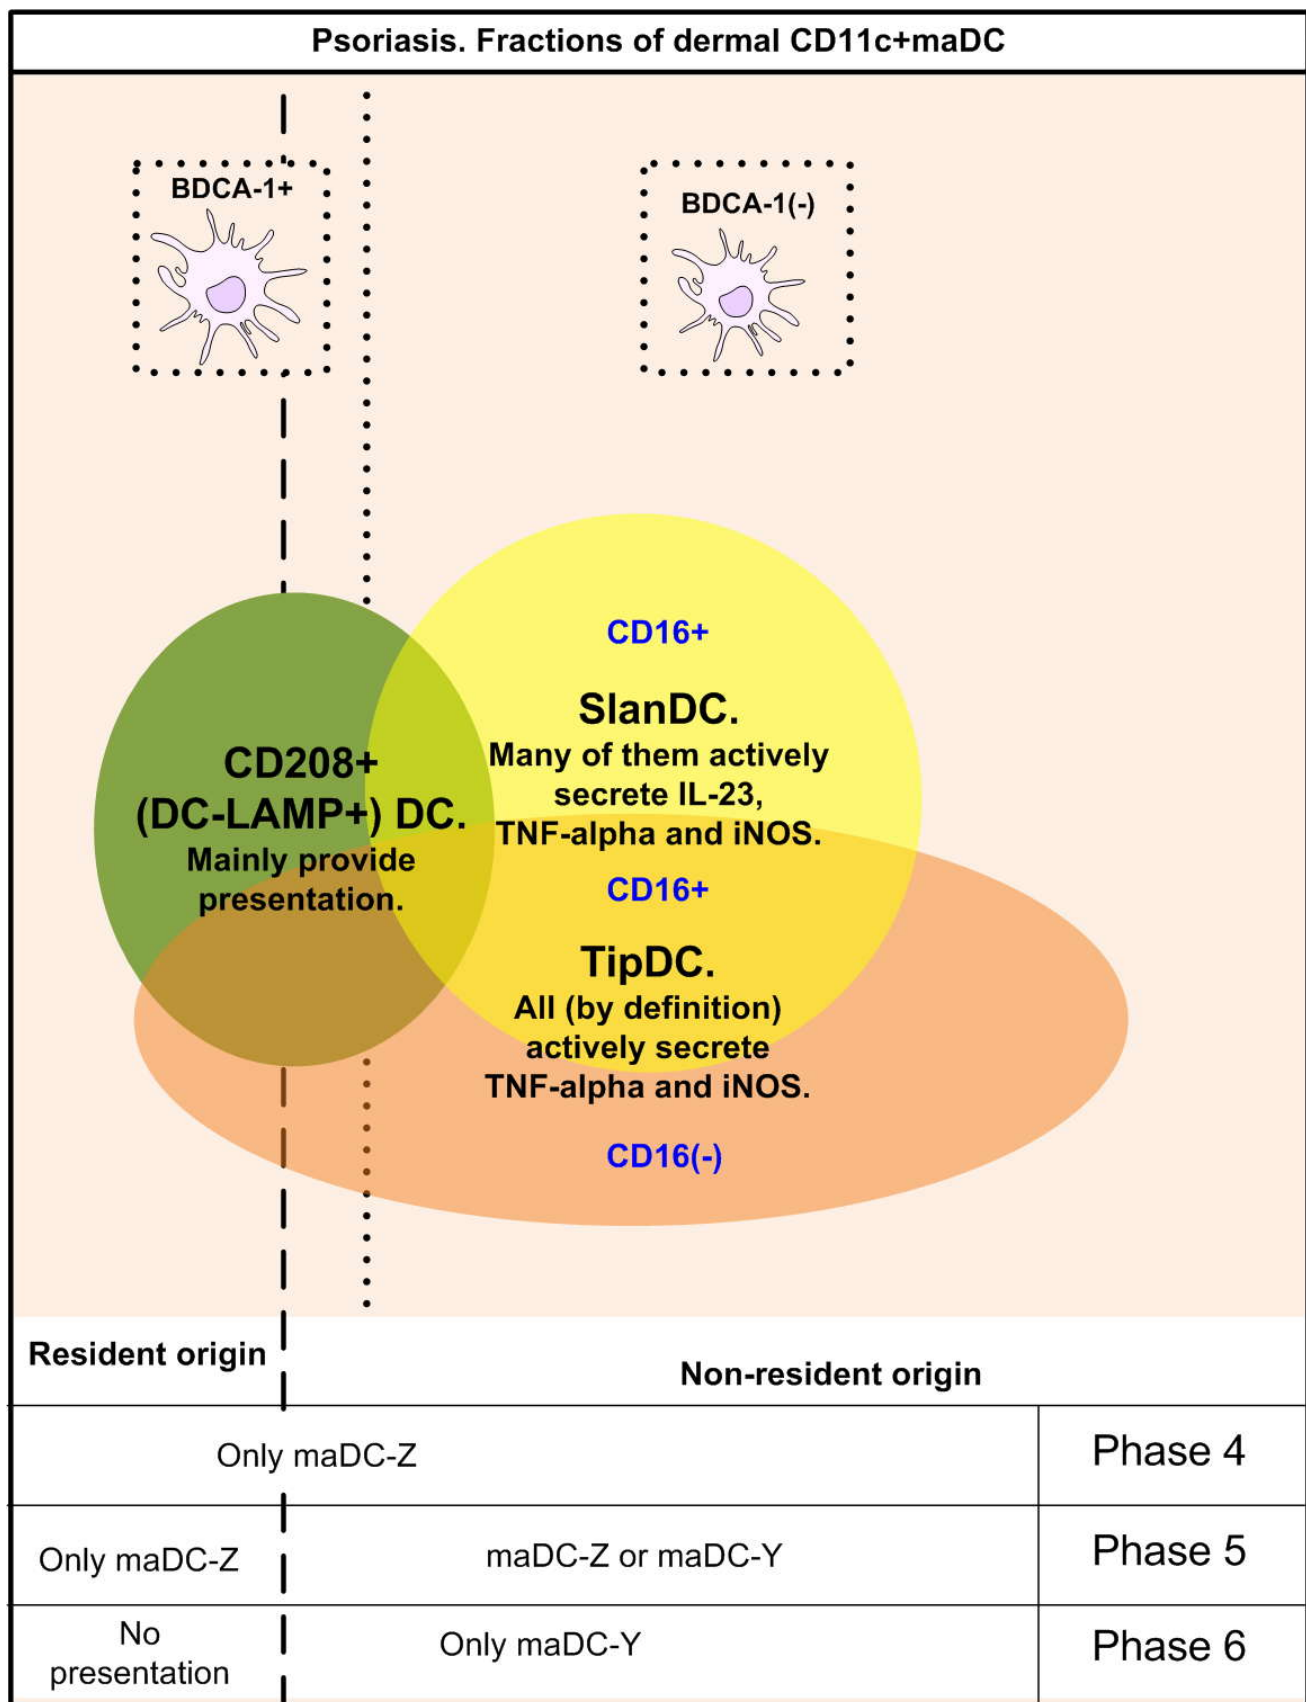 Psoriasis. Fractions of dermal CD11c+maDC
BDCA-1+
BDCA-1(-)
CD16+
SlanDC.
Many of them actively
secrete IL-23,
TNF-alpha and iNOS.
CD208+
(DC-LAMP+) DC.
Mainly provide
presentation.
CD16+
TipDC.
All (by definition)
actively secrete
TNF-alpha and iNOS.
CD16(-)
Resident origin
Non-resident origin
Only maDC-Z
Phase 4
Only maDC-Z
maDC-Z or maDC-Y
Phase 5
No
presentation
Only maDC-Y
Phase 6